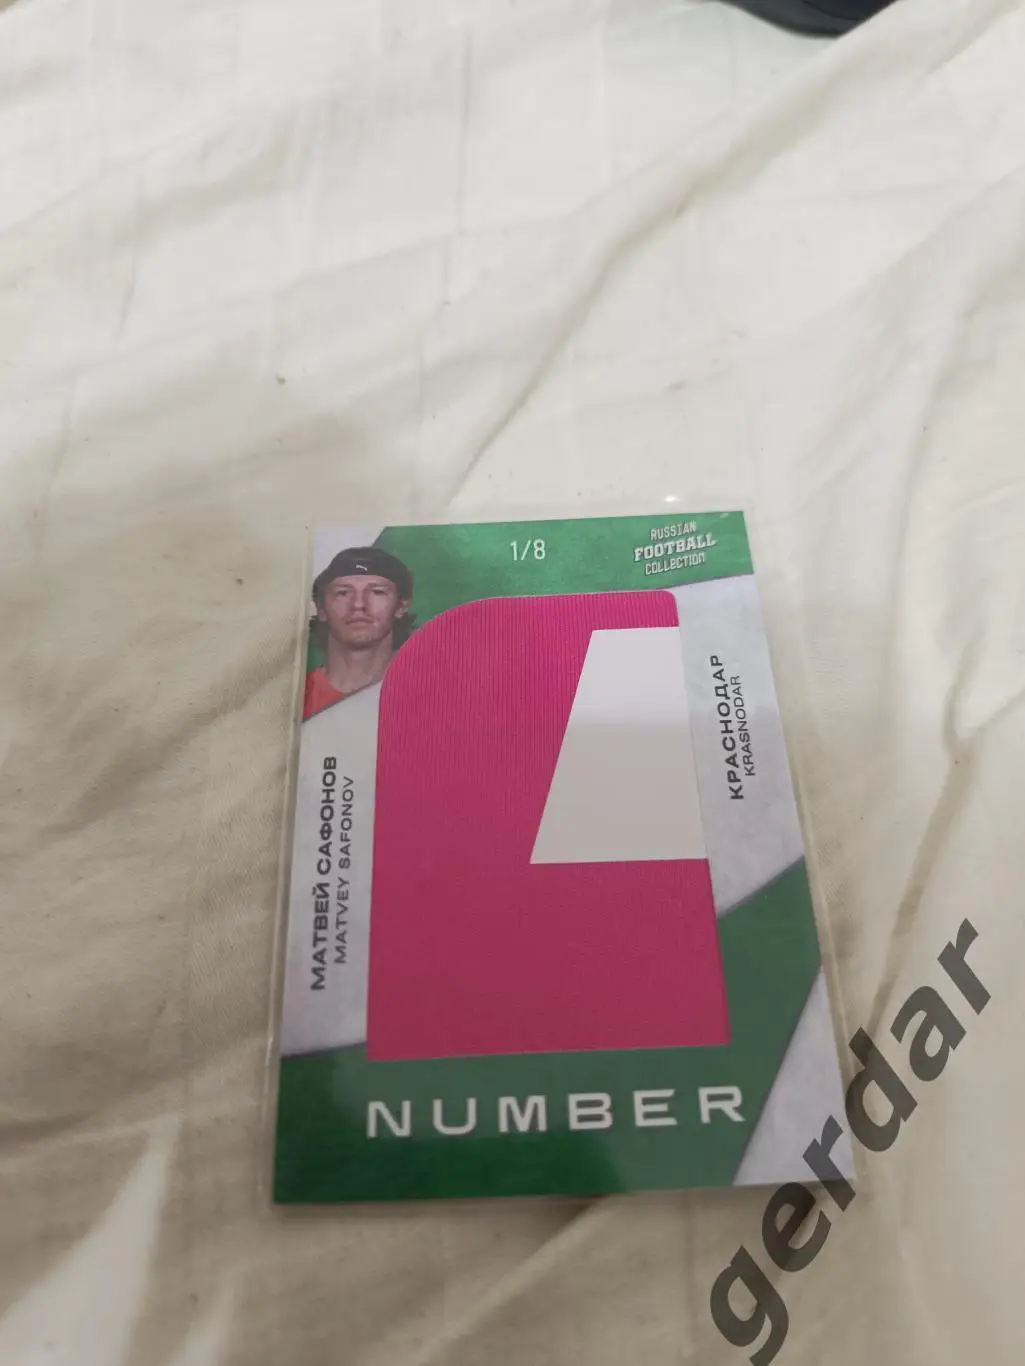 1/8
RUSSIAN
FOOTBALL
COLLECTION
МАТВЕЙ САФОНОВ
MATVEY SAFONOV
КРАСНОДАР
KRASNODAR
NUMBER
gerdar